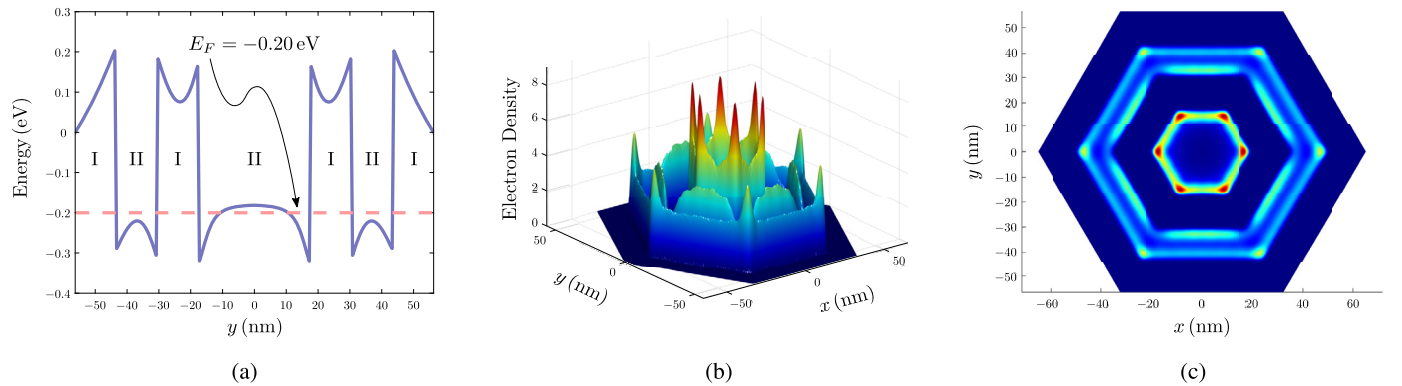 0.3
0.2
0.1
0
−0.1
−0.2
−0.3
−0.4
Energy (eV)
E_F = −0.20 eV
I II I II I II I
−50 −40 −30 −20 −10 0 10 20 30 40 50
y (nm)
(a)
8
6
4
2
0
Electron Density
50
0
−50
y (nm)
−50
0
50
x (nm)
(b)
50
40
30
20
10
0
−10
−20
−30
−40
−50
y (nm)
−60 −40 −20 0 20 40 60
x (nm)
(c)